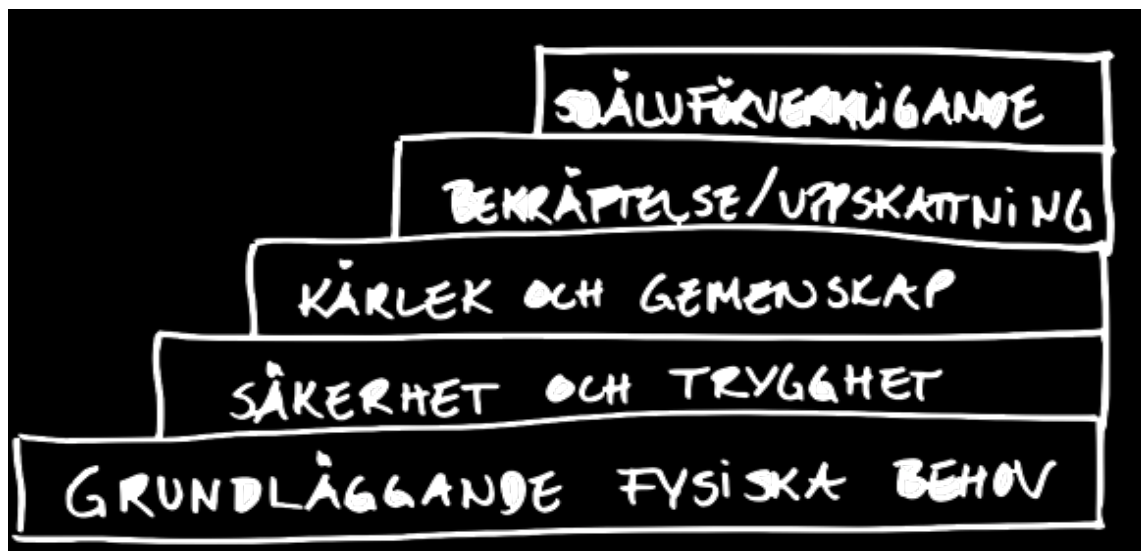 SJÄLVFÖRVERKLIGANDE
BEKRÄFTELSE/UPPSKATTNING
KÄRLEK OCH GEMENSKAP
SÄKERHET OCH TRYGGHET
GRUNDLÄGGANDE FYSISKA BEHOV